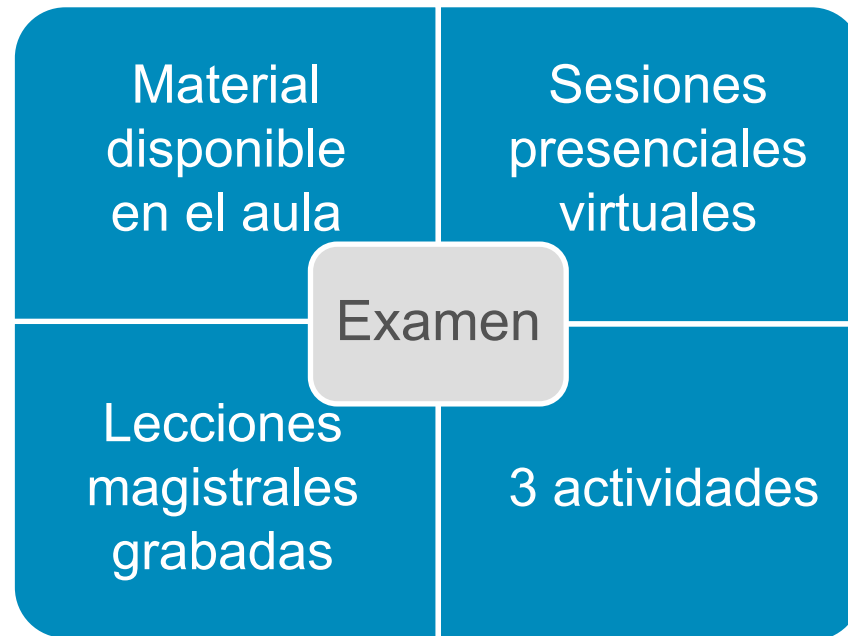 Material
disponible
en el aula
Sesiones
presenciales
virtuales
Examen
Lecciones
magistrales
grabadas
3 actividades